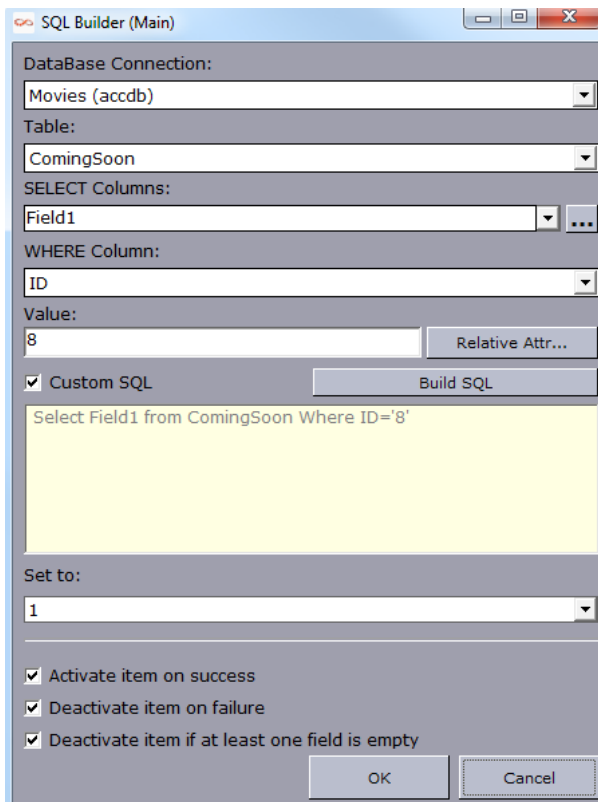 SQL Builder (Main)
DataBase Connection:
Movies (accdb)
Table:
ComingSoon
SELECT Columns:
Field1 ...
WHERE Column:
ID
Value:
8 Relative Attr...
Custom SQL Build SQL
Select Field1 from ComingSoon Where ID='8'
Set to:
1
Activate item on success
Deactivate item on failure
Deactivate item if at least one field is empty
OK Cancel